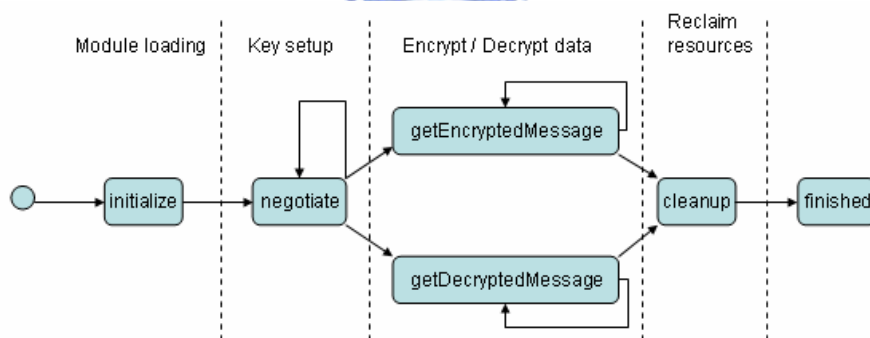 Module loading
Key setup
Encrypt / Decrypt data
Reclaim
resources
getEncryptedMessage
initialize
negotiate
cleanup
finished
getDecryptedMessage